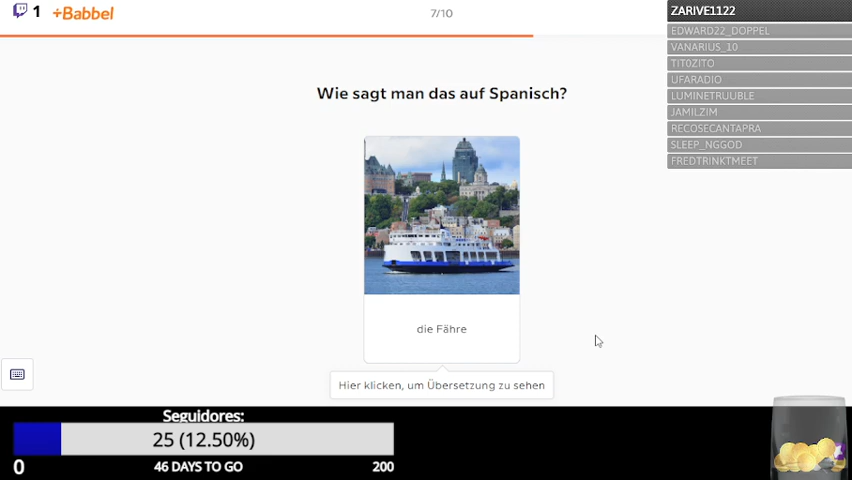 1
+Babbel
7/10
ZARIVE1122
EDWARD22_DOPPEL
VANARIUS_10
TIT0ZITO
UFARADIO
LUMINETRUUBLE
JAMILZIM
RECOSECANTAPRA
SLEEP_NGGOD
FREDTRINKTMEET
Wie sagt man das auf Spanisch?
die Fähre
Hier klicken, um Übersetzung zu sehen
Seguidores:
25 (12.50%)
0
46 DAYS TO GO
200